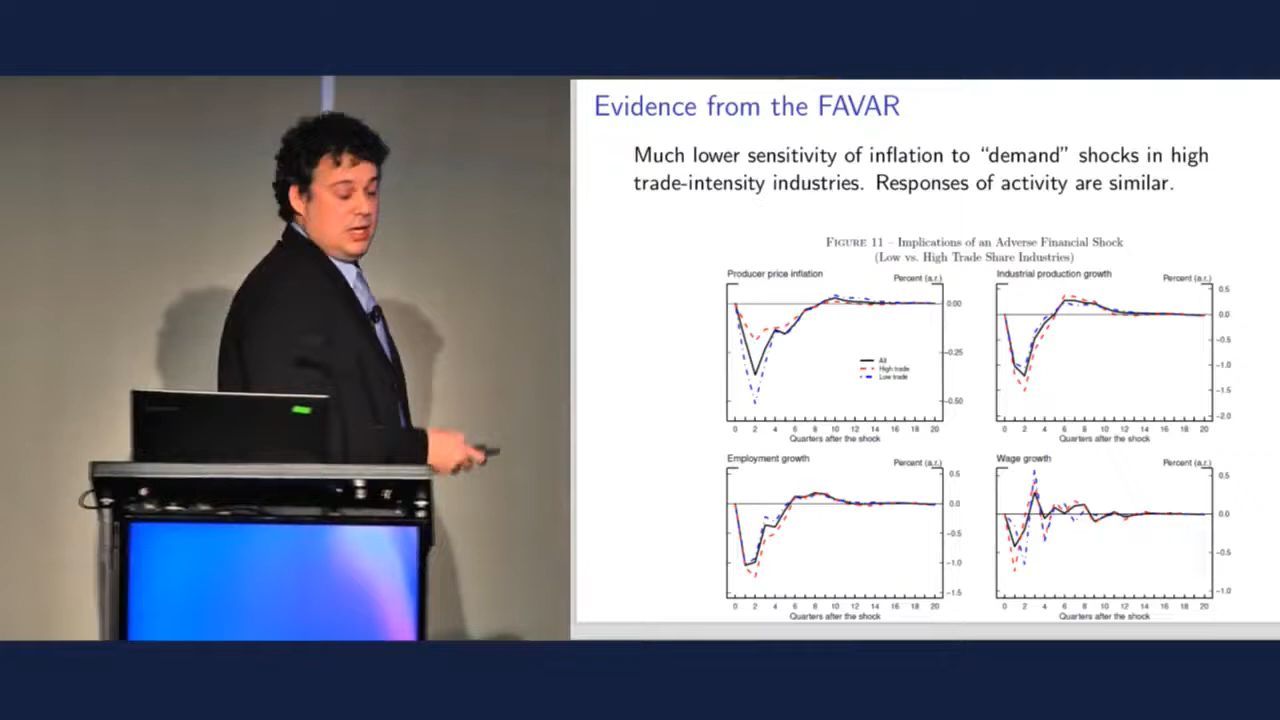 Evidence from the FAVAR
Much lower sensitivity of inflation to “demand” shocks in high
trade-intensity industries. Responses of activity are similar.
FIGURE 11 – Implications of an Adverse Financial Shock
(Low vs. High Trade Share Industries)
Producer price inflation
Percent (a.r.)
0.00
-0.25
-0.50
All
High trade
Low trade
0 2 4 6 8 10 12 14 16 18 20
Quarters after the shock
Industrial production growth
Percent (a.r.)
0.5
0.0
-0.5
-1.0
-1.5
-2.0
0 2 4 6 8 10 12 14 16 18 20
Quarters after the shock
Employment growth
Percent (a.r.)
0.5
0.0
-0.5
-1.0
-1.5
0 2 4 6 8 10 12 14 16 18 20
Quarters after the shock
Wage growth
Percent (a.r.)
0.5
0.0
-0.5
-1.0
0 2 4 6 8 10 12 14 16 18 20
Quarters after the shock